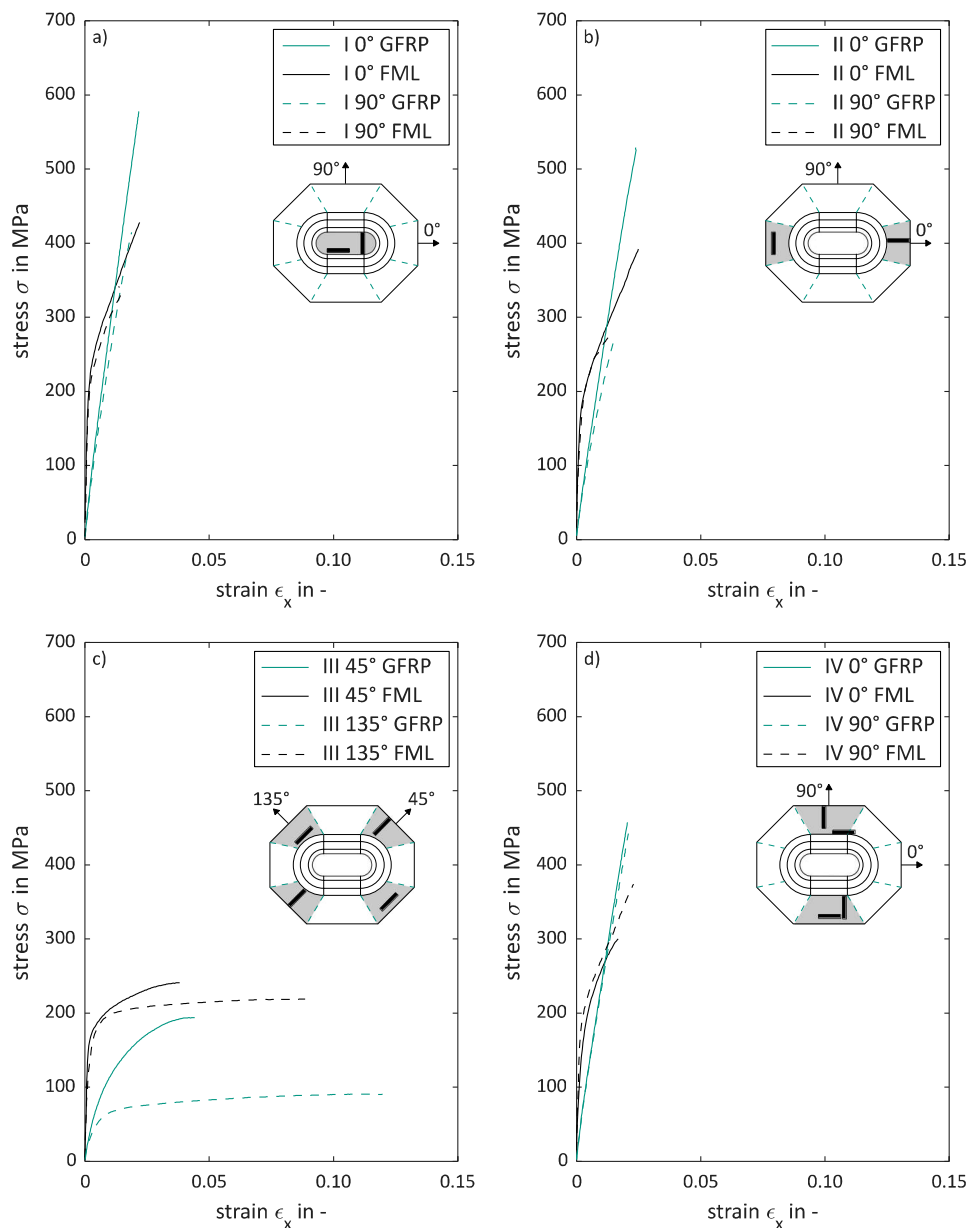 a)
700
600
500
400
300
200
100
0
0
0.05
0.10
0.15
stress σ in MPa
strain ϵx in -
I 0° GFRP
I 0° FML
I 90° GFRP
I 90° FML
90°
0°
b)
700
600
500
400
300
200
100
0
0
0.05
0.10
0.15
stress σ in MPa
strain ϵx in -
II 0° GFRP
II 0° FML
II 90° GFRP
II 90° FML
90°
0°
c)
700
600
500
400
300
200
100
0
0
0.05
0.10
0.15
stress σ in MPa
strain ϵx in -
III 45° GFRP
III 45° FML
III 135° GFRP
III 135° FML
135°
45°
d)
700
600
500
400
300
200
100
0
0
0.05
0.10
0.15
stress σ in MPa
strain ϵx in -
IV 0° GFRP
IV 0° FML
IV 90° GFRP
IV 90° FML
90°
0°